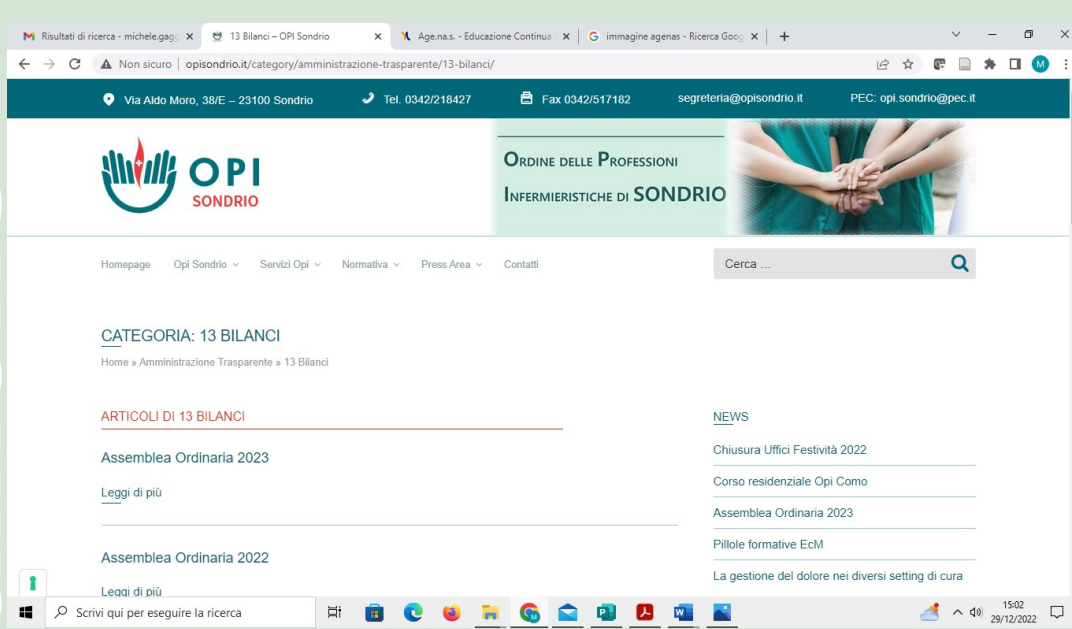 Risultati di ricerca - michele.gagg
13 Bilanci – OPI Sondrio
Age.na.s. - Educazione Continua
immagine agenas - Ricerca Goog
Non sicuro | opisondrio.it/category/amministrazione-trasparente/13-bilanci/
M
Via Aldo Moro, 38/E – 23100 Sondrio
Tel. 0342/218427
Fax 0342/517182
segreteria@opisondrio.it
PEC: opi.sondrio@pec.it
OPI
SONDRIO
ORDINE DELLE PROFESSIONI
INFERMIERISTICHE DI SONDRIO
Homepage Opi Sondrio Servizi Opi Normativa Press Area Contatti
Cerca ...
CATEGORIA: 13 BILANCI
Home » Amministrazione Trasparente » 13 Bilanci
ARTICOLI DI 13 BILANCI
Assemblea Ordinaria 2023
Leggi di più
Assemblea Ordinaria 2022
Leggi di più
NEWS
Chiusura Uffici Festività 2022
Corso residenziale Opi Como
Assemblea Ordinaria 2023
Pillole formative EcM
La gestione del dolore nei diversi setting di cura
Scrivi qui per eseguire la ricerca
15:02
29/12/2022